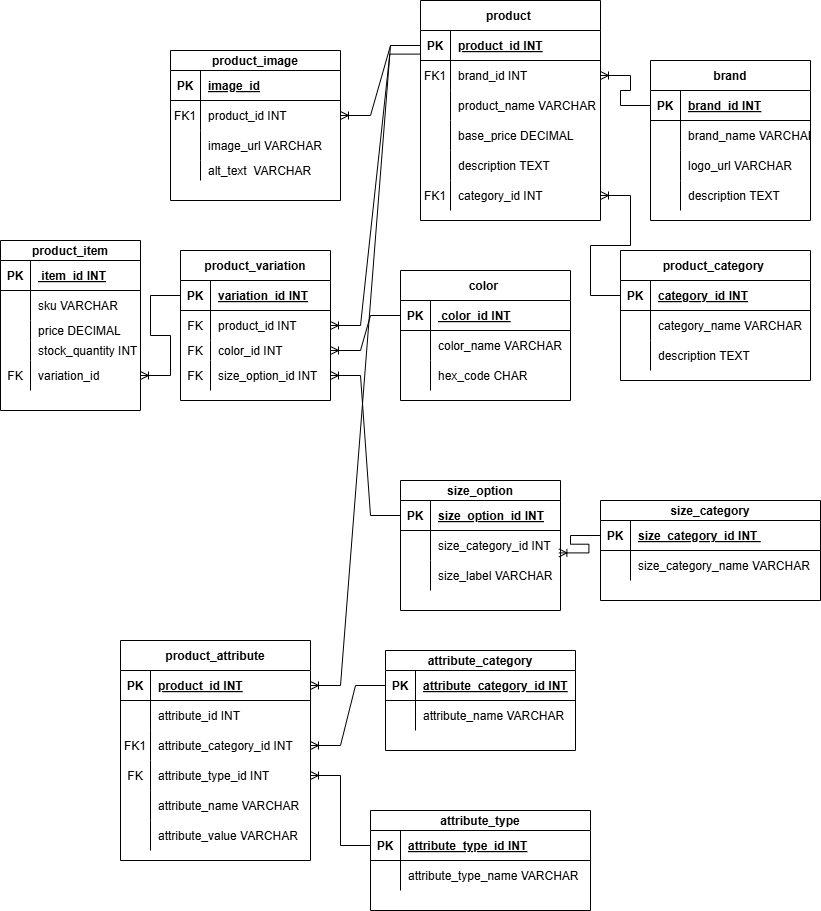 product
PK product_id INT
FK1 brand_id INT
product_name VARCHAR
base_price DECIMAL
description TEXT
FK1 category_id INT
product_image
PK image_id
FK1 product_id INT
image_url VARCHAR
alt_text VARCHAR
brand
PK brand_id INT
brand_name VARCHA
logo_url VARCHAR
description TEXT
product_item
PK item_id INT
sku VARCHAR
price DECIMAL
stock_quantity INT
FK variation_id
product_variation
PK variation_id INT
FK product_id INT
FK color_id INT
FK size_option_id INT
color
PK color_id INT
color_name VARCHAR
hex_code CHAR
product_category
PK category_id INT
category_name VARCHAR
description TEXT
size_option
PK size_option_id INT
size_category_id INT
size_label VARCHAR
size_category
PK size_category_id INT
size_category_name VARCHAR
product_attribute
PK product_id INT
attribute_id INT
FK1 attribute_category_id INT
FK attribute_type_id INT
attribute_name VARCHAR
attribute_value VARCHAR
attribute_category
PK attribute_category_id INT
attribute_name VARCHAR
attribute_type
PK attribute_type_id INT
attribute_type_name VARCHAR